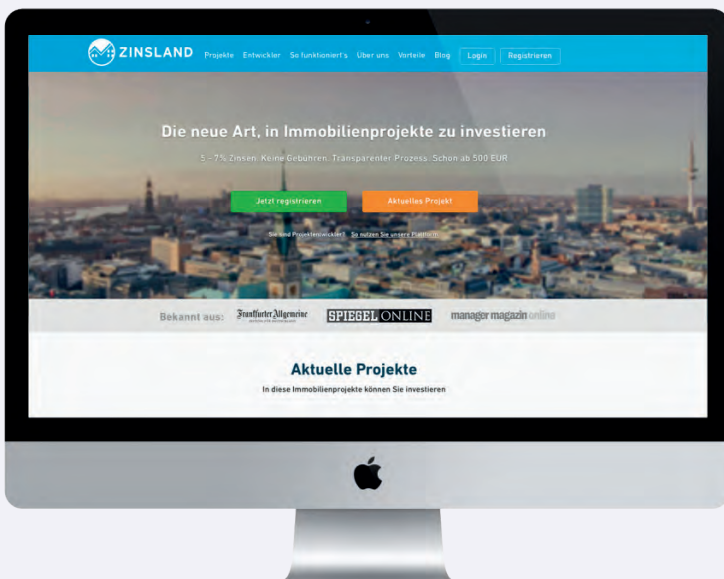 ZINSLAND Projekte Entwickler So funktioniert's Über uns Vorteile Blog Login Registrieren
Die neue Art, in Immobilienprojekte zu investieren
5 – 7% Zinsen. Keine Gebühren. Transparenter Prozess. Schon ab 500 EUR
Jetzt registrieren Aktuelles Projekt
Sie sind Projektentwickler? So nutzen Sie unsere Plattform.
Bekannt aus: Frankfurter Allgemeine SPIEGEL ONLINE manager magazin online
Aktuelle Projekte
In diese Immobilienprojekte können Sie investieren